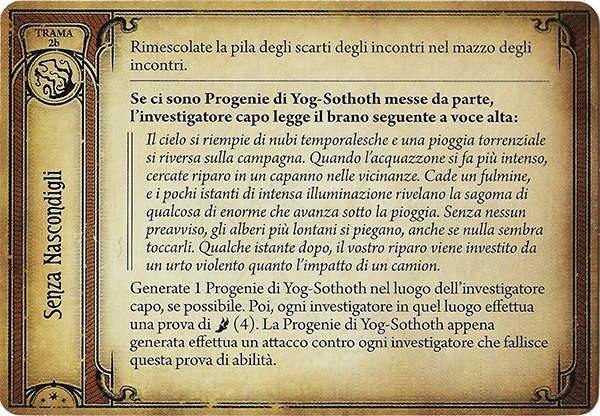 TRAMA
2b
Senza Nascondigli
Rimescolate la pila degli scarti degli incontri nel mazzo degli
incontri.
Se ci sono Progenie di Yog-Sothoth messe da parte,
l’investigatore capo legge il brano seguente a voce alta:
Il cielo si riempie di nubi temporalesche e una pioggia torrenziale
si riversa sulla campagna. Quando l’acquazzone si fa più intenso,
cercate riparo in un capanno nelle vicinanze. Cade un fulmine,
e i pochi istanti di intensa illuminazione rivelano la sagoma di
qualcosa di enorme che avanza sotto la pioggia. Senza nessun
preavviso, gli alberi più lontani si piegano, anche se nulla sembra
toccarli. Qualche istante dopo, il vostro riparo viene investito da
un urto violento quanto l’impatto di un camion.
Generate 1 Progenie di Yog-Sothoth nel luogo dell’investigatore
capo, se possibile. Poi, ogni investigatore in quel luogo effettua
una prova di (4). La Progenie di Yog-Sothoth appena
generata effettua un attacco contro ogni investigatore che fallisce
questa prova di abilità.